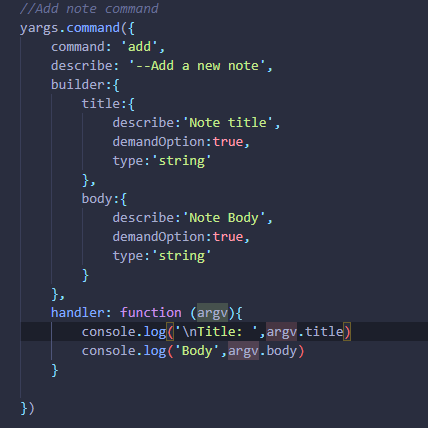 //Add note command
yargs.command({
    command: 'add',
    describe: '--Add a new note',
    builder:{
        title:{
            describe:'Note title',
            demandOption:true,
            type:'string'
        },
        body:{
            describe:'Note Body',
            demandOption:true,
            type:'string'
        }
    },
    handler: function (argv){
        console.log('\nTitle: ',argv.title)
        console.log('Body',argv.body)
    }

})